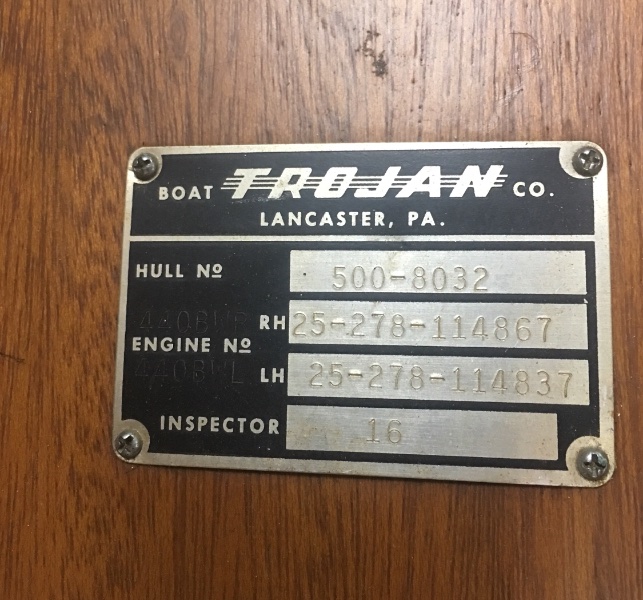 BOAT TROJAN CO.
LANCASTER, PA.
HULL Nº 500-8032
RH 25-278-114867
ENGINE Nº
440BWL LH 25-278-114837
INSPECTOR 16